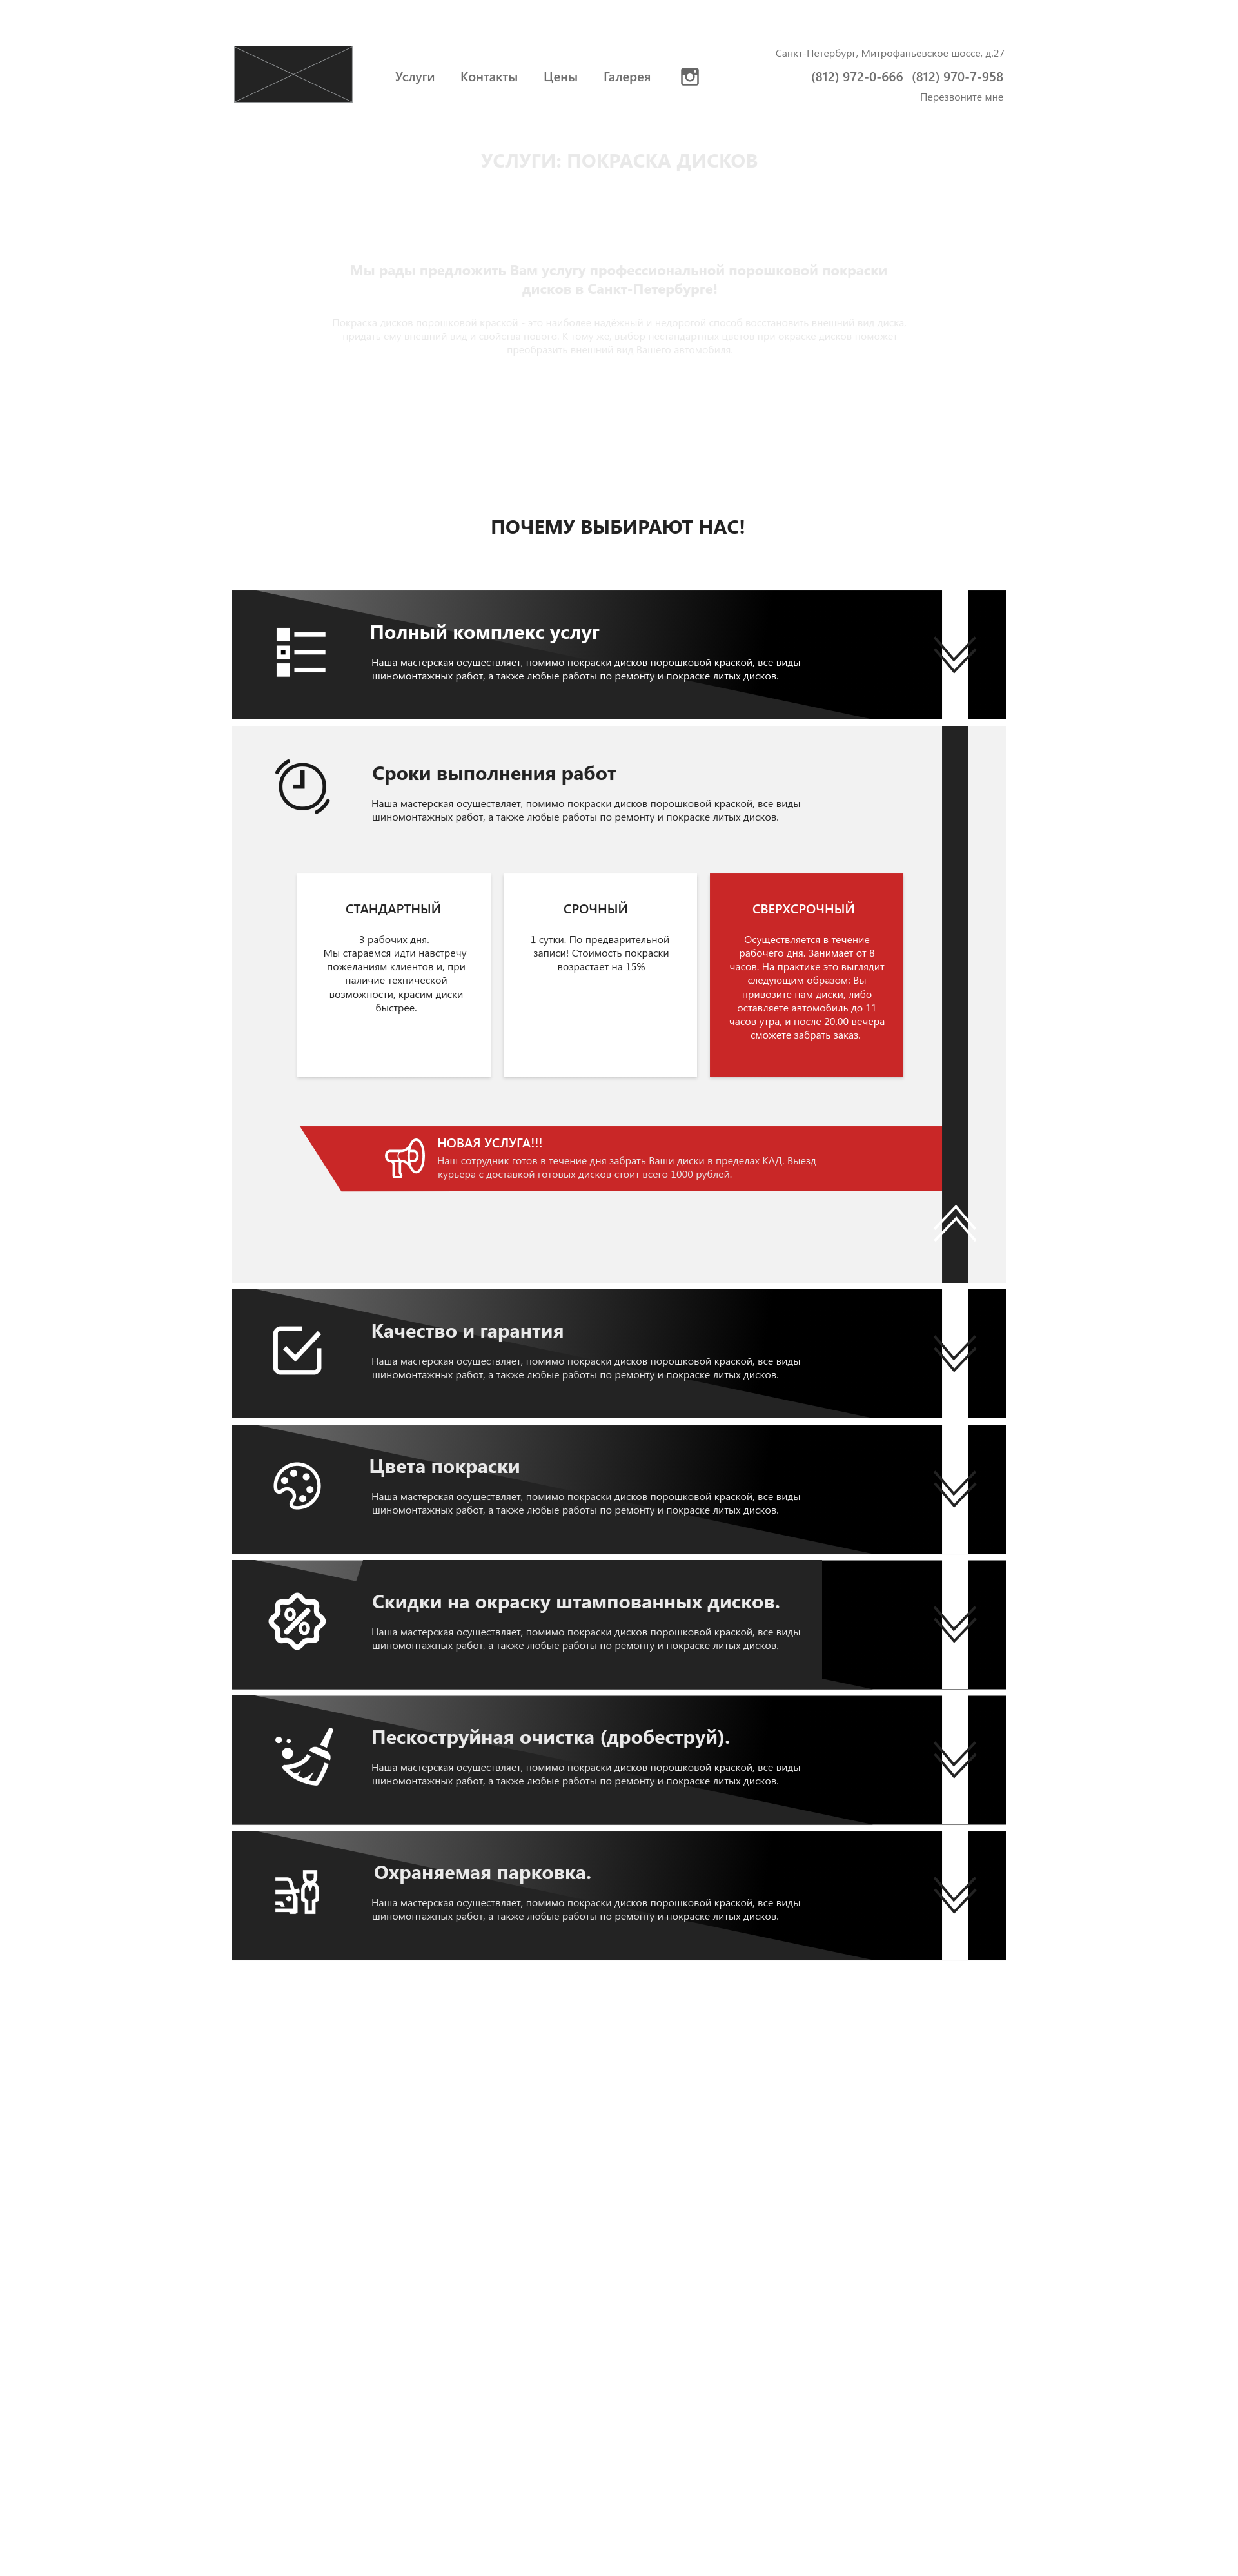 Санкт-Петербург, Митрофаньевское шоссе, д.27
Услуги Контакты Цены Галерея (812) 972-0-666 (812) 970-7-958
Перезвоните мне
УСЛУГИ: ПОКРАСКА ДИСКОВ
Мы рады предложить Вам услугу профессиональной порошковой покраски
дисков в Санкт-Петербурге!
Покраска дисков порошковой краской - это наиболее надёжный и недорогой способ восстановить внешний вид диска,
придать ему внешний вид и свойства нового. К тому же, выбор нестандартных цветов при окраске дисков поможет
преобразить внешний вид Вашего автомобиля.
ПОЧЕМУ ВЫБИРАЮТ НАС!
Полный комплекс услуг
Наша мастерская осуществляет, помимо покраски дисков порошковой краской, все виды
шиномонтажных работ, а также любые работы по ремонту и покраске литых дисков.
Сроки выполнения работ
Наша мастерская осуществляет, помимо покраски дисков порошковой краской, все виды
шиномонтажных работ, а также любые работы по ремонту и покраске литых дисков.
СТАНДАРТНЫЙ
3 рабочих дня.
Мы стараемся идти навстречу
пожеланиям клиентов и, при
наличие технической
возможности, красим диски
быстрее.
СРОЧНЫЙ
1 сутки. По предварительной
записи! Стоимость покраски
возрастает на 15%
СВЕРХСРОЧНЫЙ
Осуществляется в течение
рабочего дня. Занимает от 8
часов. На практике это выглядит
следующим образом: Вы
привозите нам диски, либо
оставляете автомобиль до 11
часов утра, и после 20.00 вечера
сможете забрать заказ.
НОВАЯ УСЛУГА!!!
Наш сотрудник готов в течение дня забрать Ваши диски в пределах КАД. Выезд
курьера с доставкой готовых дисков стоит всего 1000 рублей.
Качество и гарантия
Наша мастерская осуществляет, помимо покраски дисков порошковой краской, все виды
шиномонтажных работ, а также любые работы по ремонту и покраске литых дисков.
Цвета покраски
Наша мастерская осуществляет, помимо покраски дисков порошковой краской, все виды
шиномонтажных работ, а также любые работы по ремонту и покраске литых дисков.
Скидки на окраску штампованных дисков.
Наша мастерская осуществляет, помимо покраски дисков порошковой краской, все виды
шиномонтажных работ, а также любые работы по ремонту и покраске литых дисков.
Пескоструйная очистка (дробеструй).
Наша мастерская осуществляет, помимо покраски дисков порошковой краской, все виды
шиномонтажных работ, а также любые работы по ремонту и покраске литых дисков.
Охраняемая парковка.
Наша мастерская осуществляет, помимо покраски дисков порошковой краской, все виды
шиномонтажных работ, а также любые работы по ремонту и покраске литых дисков.